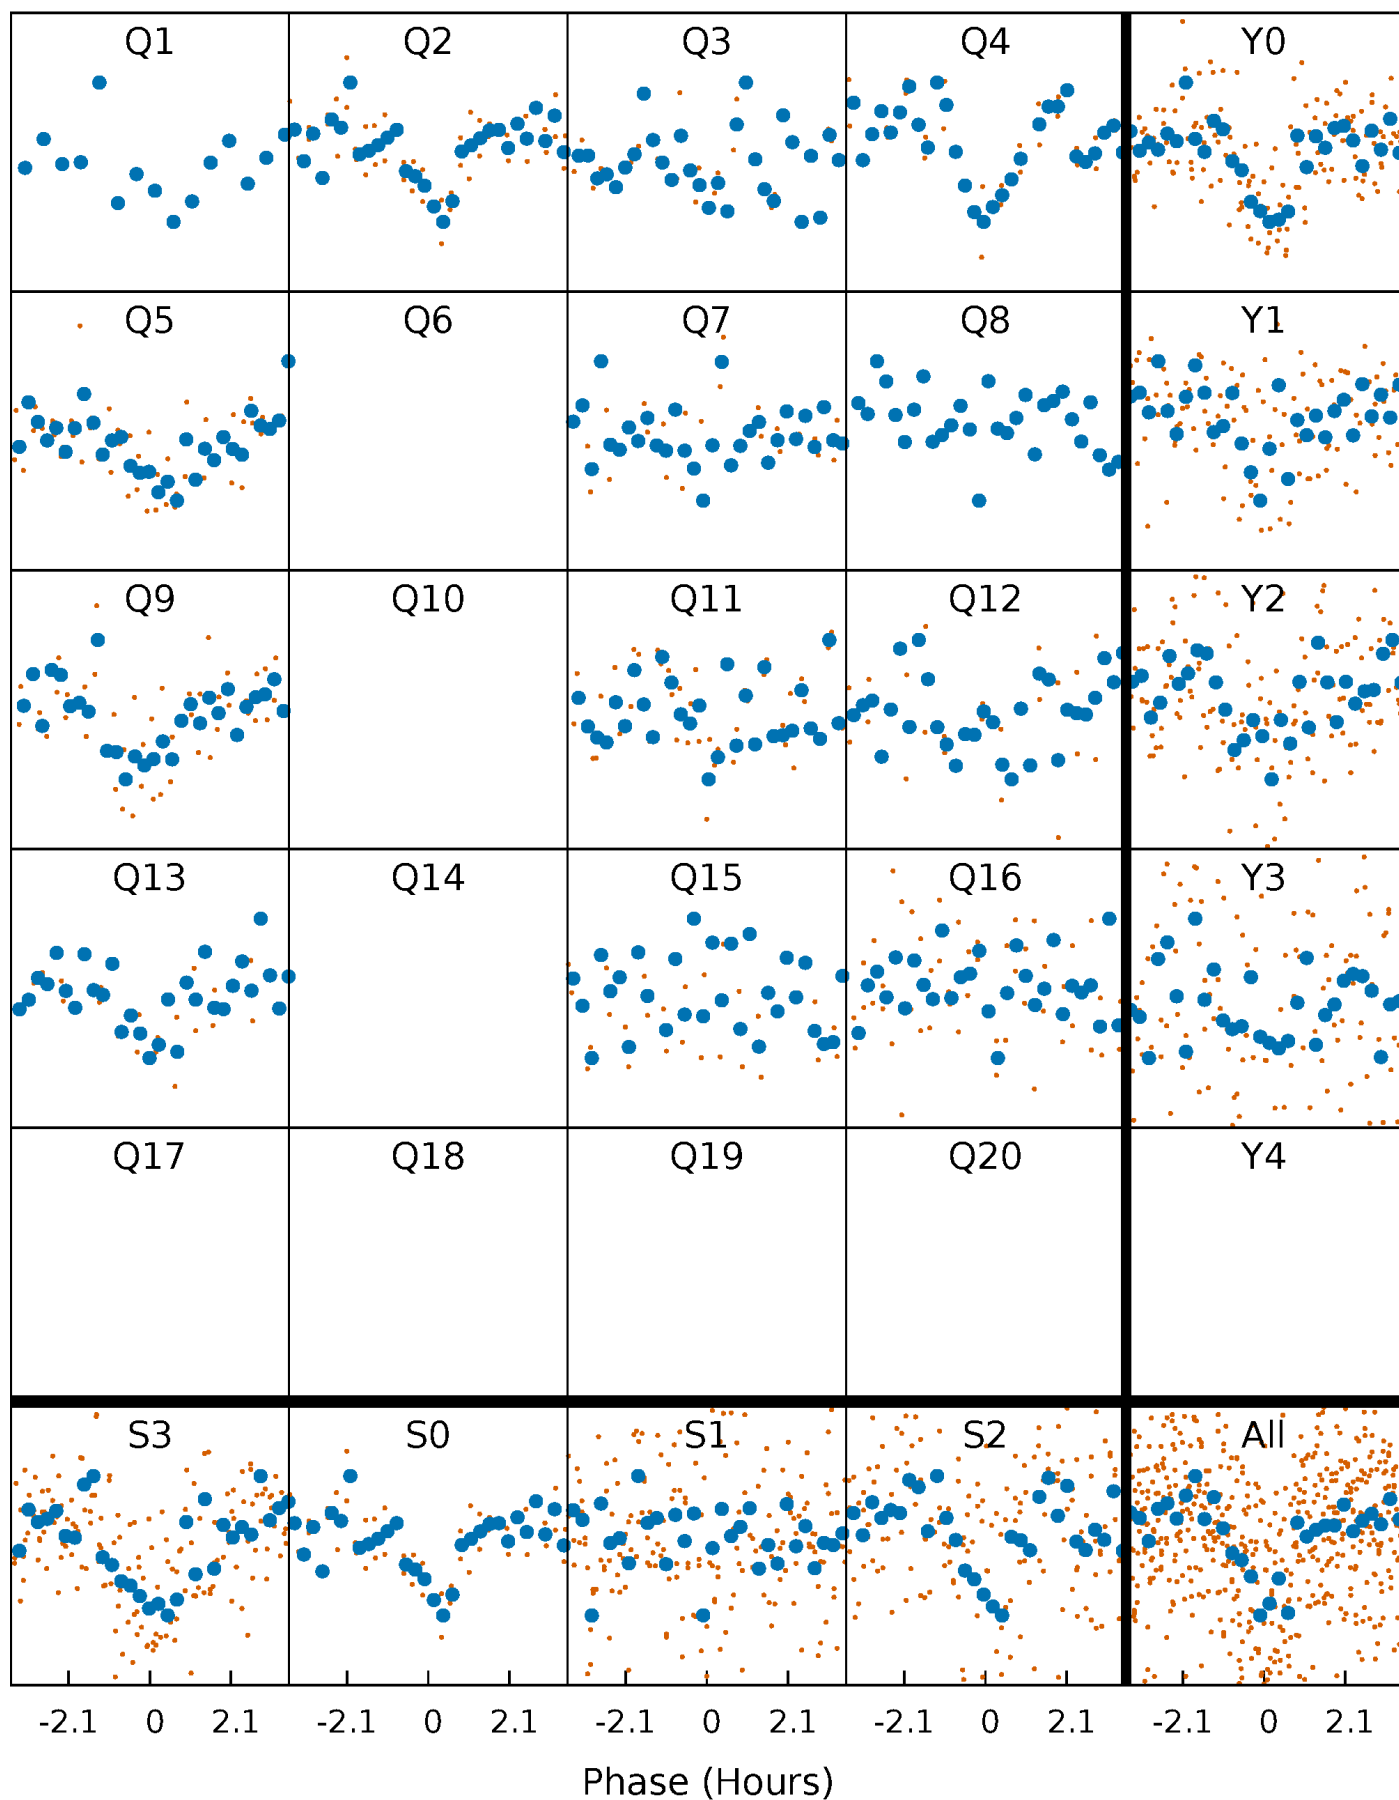 Q1 Q2 Q3 Q4 Y0
Q5 Q6 Q7 Q8 Y1
Q9 Q10 Q11 Q12 Y2
Q13 Q14 Q15 Q16 Y3
Q17 Q18 Q19 Q20 Y4
S3 S0 S1 S2 All
-2.1 0 2.1 -2.1 0 2.1 -2.1 0 2.1 -2.1 0 2.1 -2.1 0 2.1
Phase (Hours)